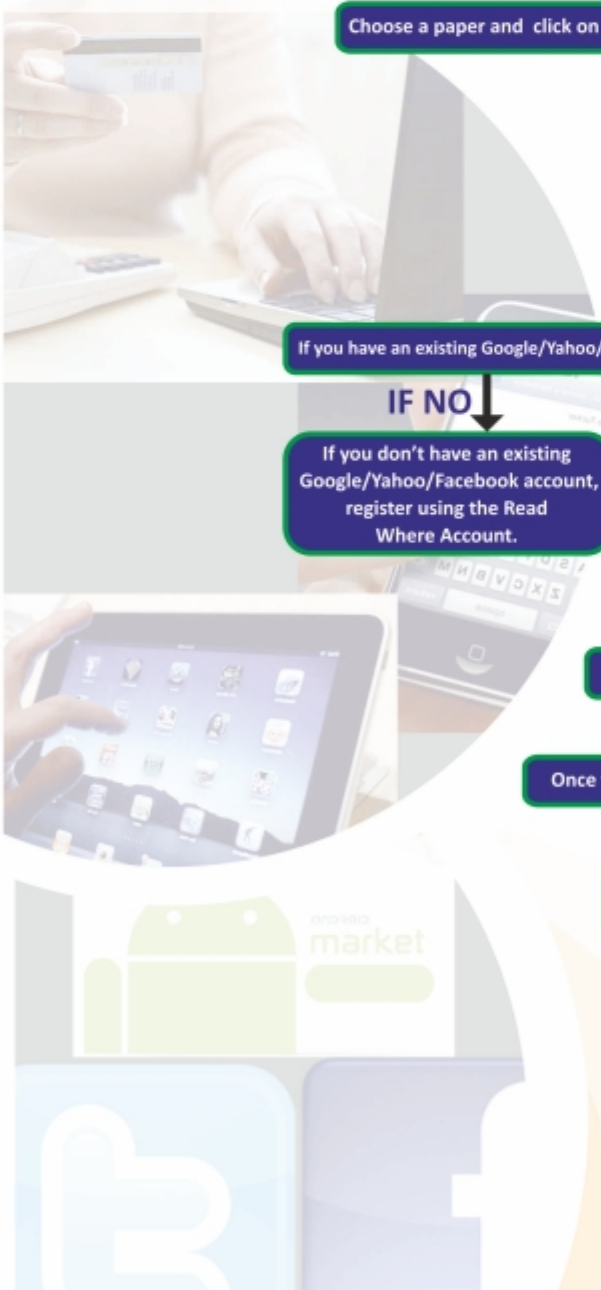 Choose a paper and click on
If you have an existing Google/Yahoo/
IF NO
If you don't have an existing
Google/Yahoo/Facebook account,
register using the Read
Where Account.
Once
market